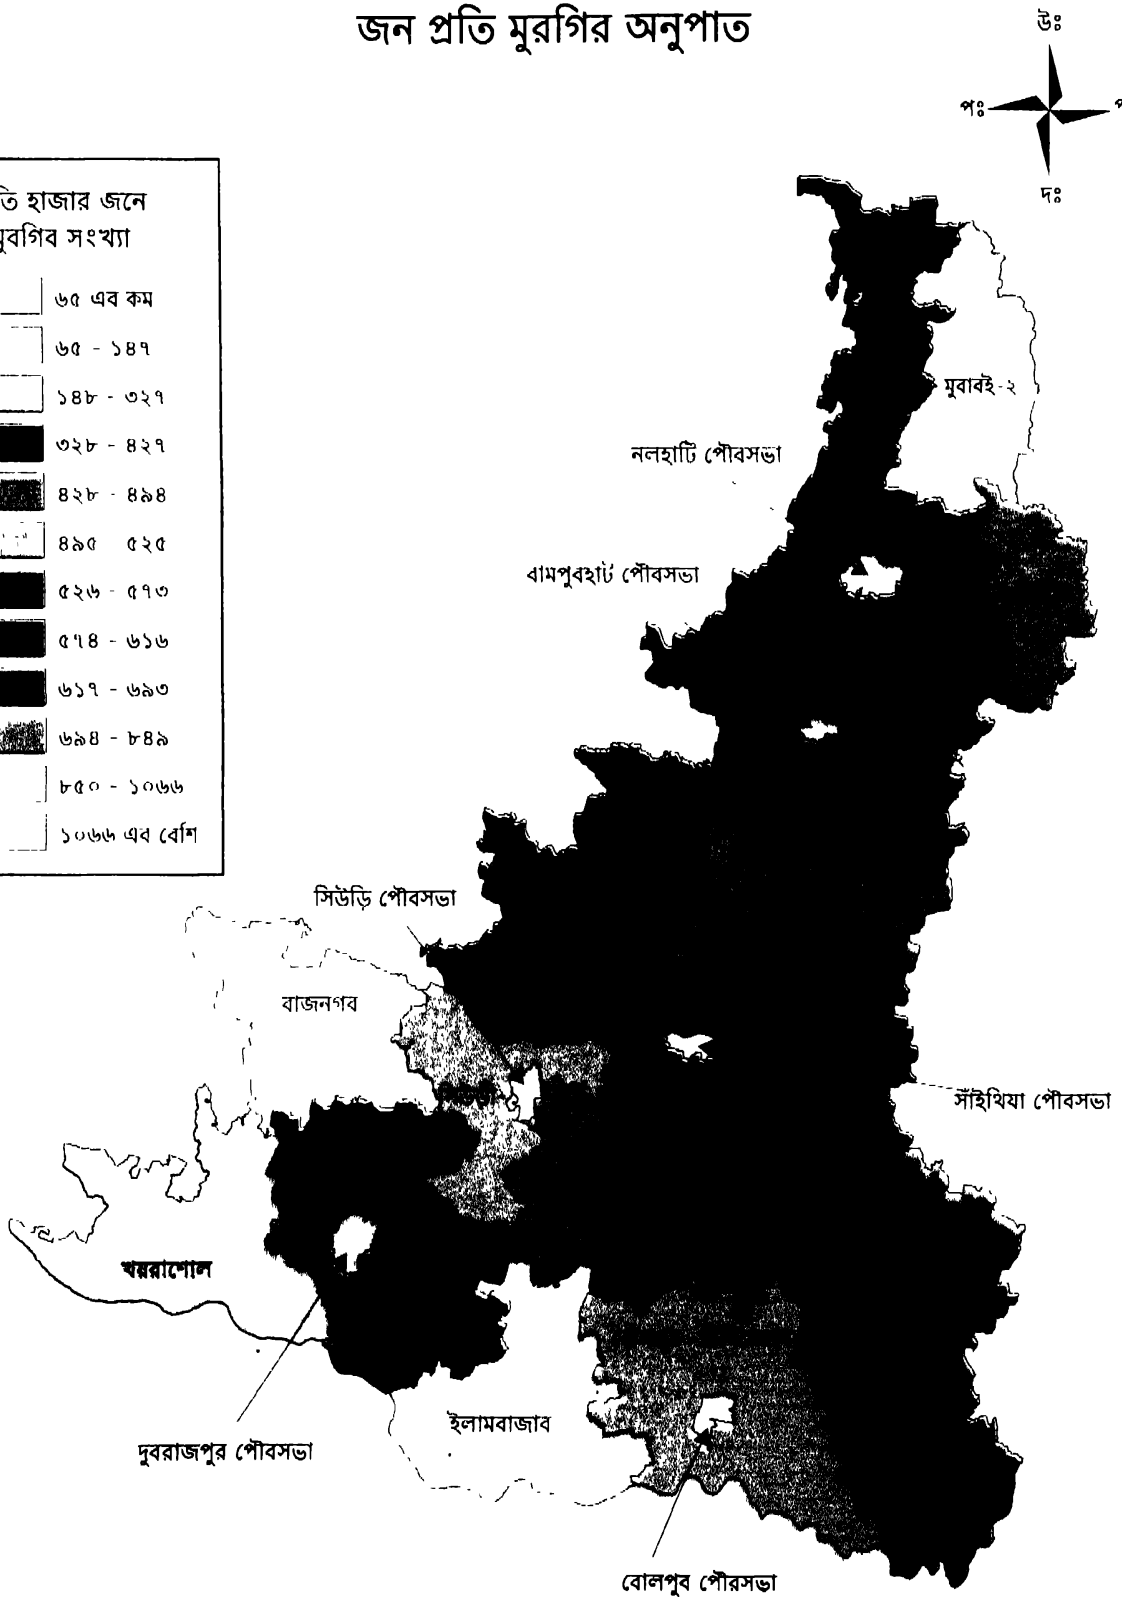 জন প্রতি মুরগির অনুপাত
উঃ
পঃ
দঃ
তি হাজার জনে
মুবগিব সংখ্যা
৬৫ এব কম
৬৫ - ১৪৭
১৪৮ - ৩২৭
৩২৮ - ৪২৭
৪২৮ - ৪৯৪
৪৯৫ ৫২৫
৫২৬ - ৫৭৩
৫৭৪ - ৬১৬
৬১৭ - ৬৯৩
৬৯৪ - ৮৪৯
৮৫০ - ১০৬৬
১০৬৬ এব বেশি
মুবাবই - ২
নলহাটি পৌবসভা
বামপুবহাট পৌবসভা
সিউড়ি পৌবসভা
বাজনগব
সাঁইথিযা পৌবসভা
খয়রাশোল
ইলামবাজাব
দুবরাজপুর পৌবসভা
বোলপুব পৌরসভা